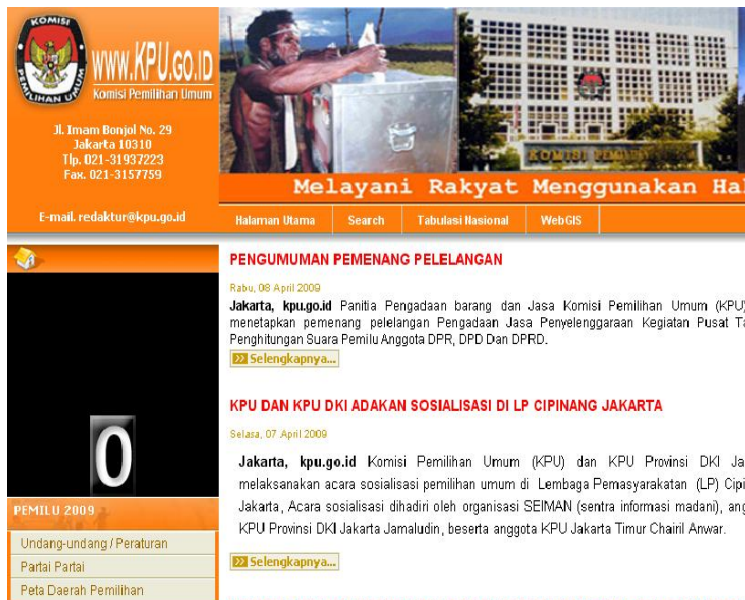 KOMISI
PEMILIHAN UMUM
WWW.KPU.GO.ID
Komisi Pemilihan Umum
Jl. Imam Bonjol No. 29
Jakarta 10310
Tlp. 021-31937223
Fax. 021-3157759
E-mail. redaktur@kpu.go.id
KOMISI
Melayani Rakyat Menggunakan Ha
Halaman Utama
Search
Tabulasi Nasional
WebGIS
PENGUMUMAN PEMENANG PELELANGAN
Rabu, 08 April 2009
Jakarta, kpu.go.id Panitia Pengadaan barang dan Jasa Komisi Pemilihan Umum (KPU)
menetapkan pemenang pelelangan Pengadaan Jasa Penyelenggaraan Kegiatan Pusat Ta
Penghitungan Suara Pemilu Anggota DPR, DPD Dan DPRD.
Selengkapnya...
KPU DAN KPU DKI ADAKAN SOSIALISASI DI LP CIPINANG JAKARTA
Selasa, 07 April 2009
Jakarta, kpu.go.id Komisi Pemilihan Umum (KPU) dan KPU Provinsi DKI Ja
melaksanakan acara sosialisasi pemilihan umum di Lembaga Pemasyarakatan (LP) Cipi
Jakarta, Acara sosialisasi dihadiri oleh organisasi SEIMAN (sentra informasi madani), ang
KPU Provinsi DKI Jakarta Jamaludin, beserta anggota KPU Jakarta Timur Chairil Anwar.
Selengkapnya...
0
PEMILU 2009
Undang-undang / Peraturan
Partai Partai
Peta Daerah Pemilihan